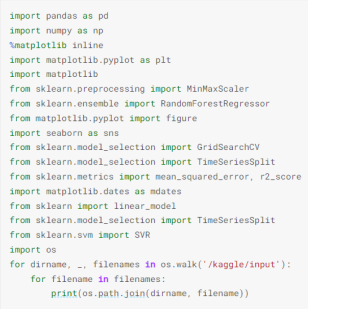 import pandas as pd
import numpy as np
%matplotlib inline
import matplotlib.pyplot as plt
import matplotlib
from sklearn.preprocessing import MinMaxScaler
from sklearn.ensemble import RandomForestRegressor
from matplotlib.pyplot import figure
import seaborn as sns
from sklearn.model_selection import GridSearchCV
from sklearn.model_selection import TimeSeriesSplit
from sklearn.metrics import mean_squared_error, r2_score
import matplotlib.dates as mdates
from sklearn import linear_model
from sklearn.model_selection import TimeSeriesSplit
from sklearn.svm import SVR
import os
for dirname, _, filenames in os.walk('/kaggle/input'):
    for filename in filenames:
        print(os.path.join(dirname, filename))